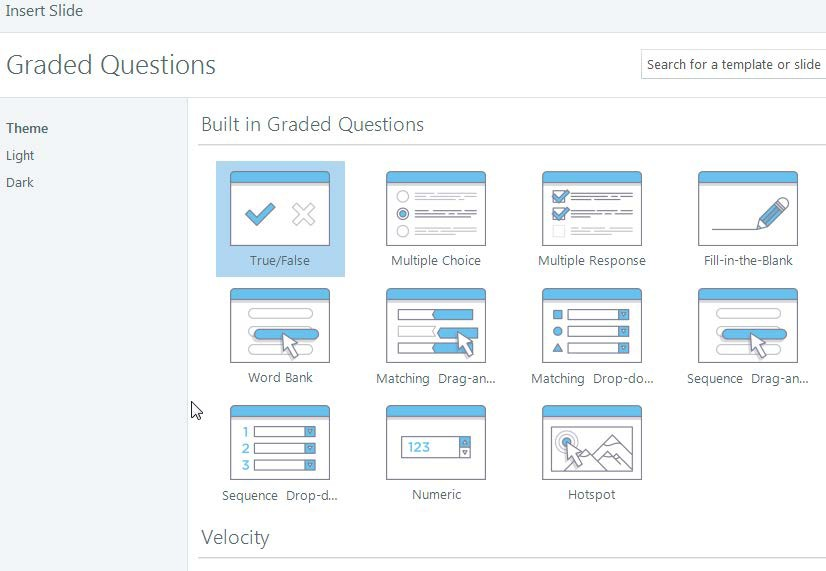 Insert Slide
Graded Questions
Search for a template or slide
Theme
Light
Dark
Built in Graded Questions
True/False
Multiple Choice
Multiple Response
Fill-in-the-Blank
Word Bank
Matching Drag-an...
Matching Drop-do...
Sequence Drag-an...
1
2
3
Sequence Drop-d...
123
Numeric
Hotspot
Velocity